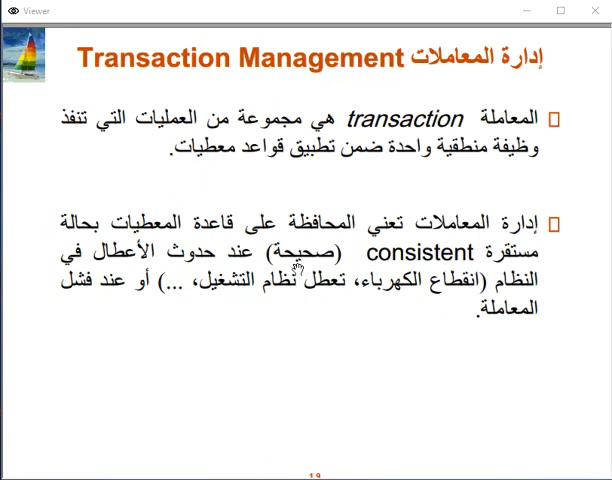 Viewer
إدارة المعاملات Transaction Management
المعاملة transaction هي مجموعة من العمليات التي تنفذ
وظيفة منطقية واحدة ضمن تطبيق قواعد معطيات.
إدارة المعاملات تعني المحافظة على قاعدة المعطيات بحالة
مستقرة consistent (صحيحة) عند حدوث الأعطال في
النظام (انقطاع الكهرباء، تعطل نظام التشغيل، ...) أو عند فشل
المعاملة.
19